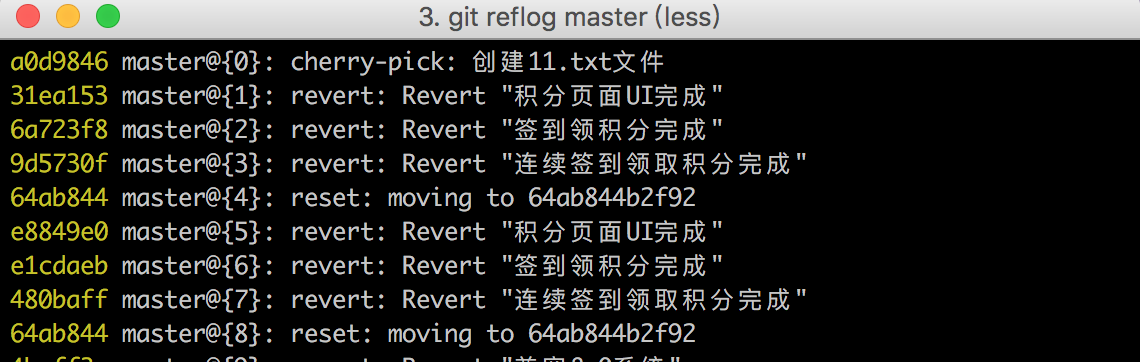 3. git reflog master (less)
a0d9846 master@{0}: cherry-pick: 创建11.txt文件
31ea153 master@{1}: revert: Revert "积分页面UI完成"
6a723f8 master@{2}: revert: Revert "签到领积分完成"
9d5730f master@{3}: revert: Revert "连续签到领取积分完成"
64ab844 master@{4}: reset: moving to 64ab844b2f92
e8849e0 master@{5}: revert: Revert "积分页面UI完成"
e1cdaeb master@{6}: revert: Revert "签到领积分完成"
480baff master@{7}: revert: Revert "连续签到领取积分完成"
64ab844 master@{8}: reset: moving to 64ab844b2f92
master@{9}: revert: Revert